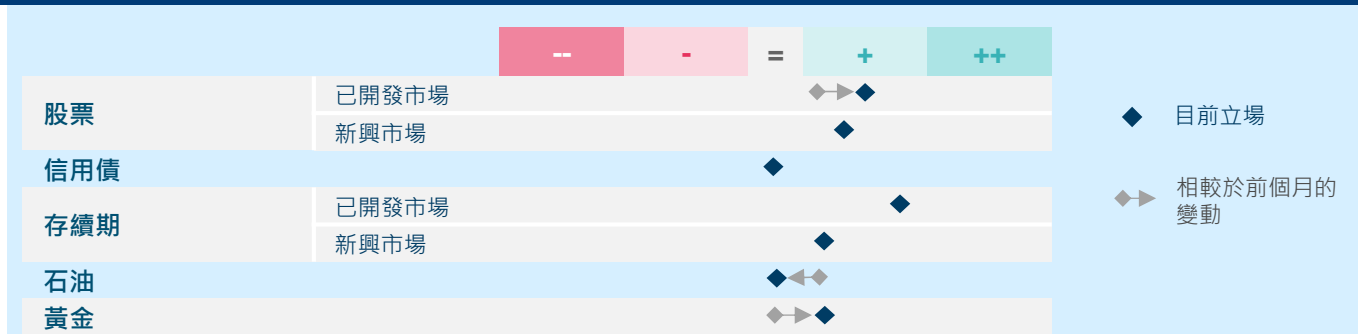 -- - = + ++
股票
已開發市場
新興市場
信用債
存續期
已開發市場
新興市場
石油
黃金
目前立場
相較於前個月的
變動